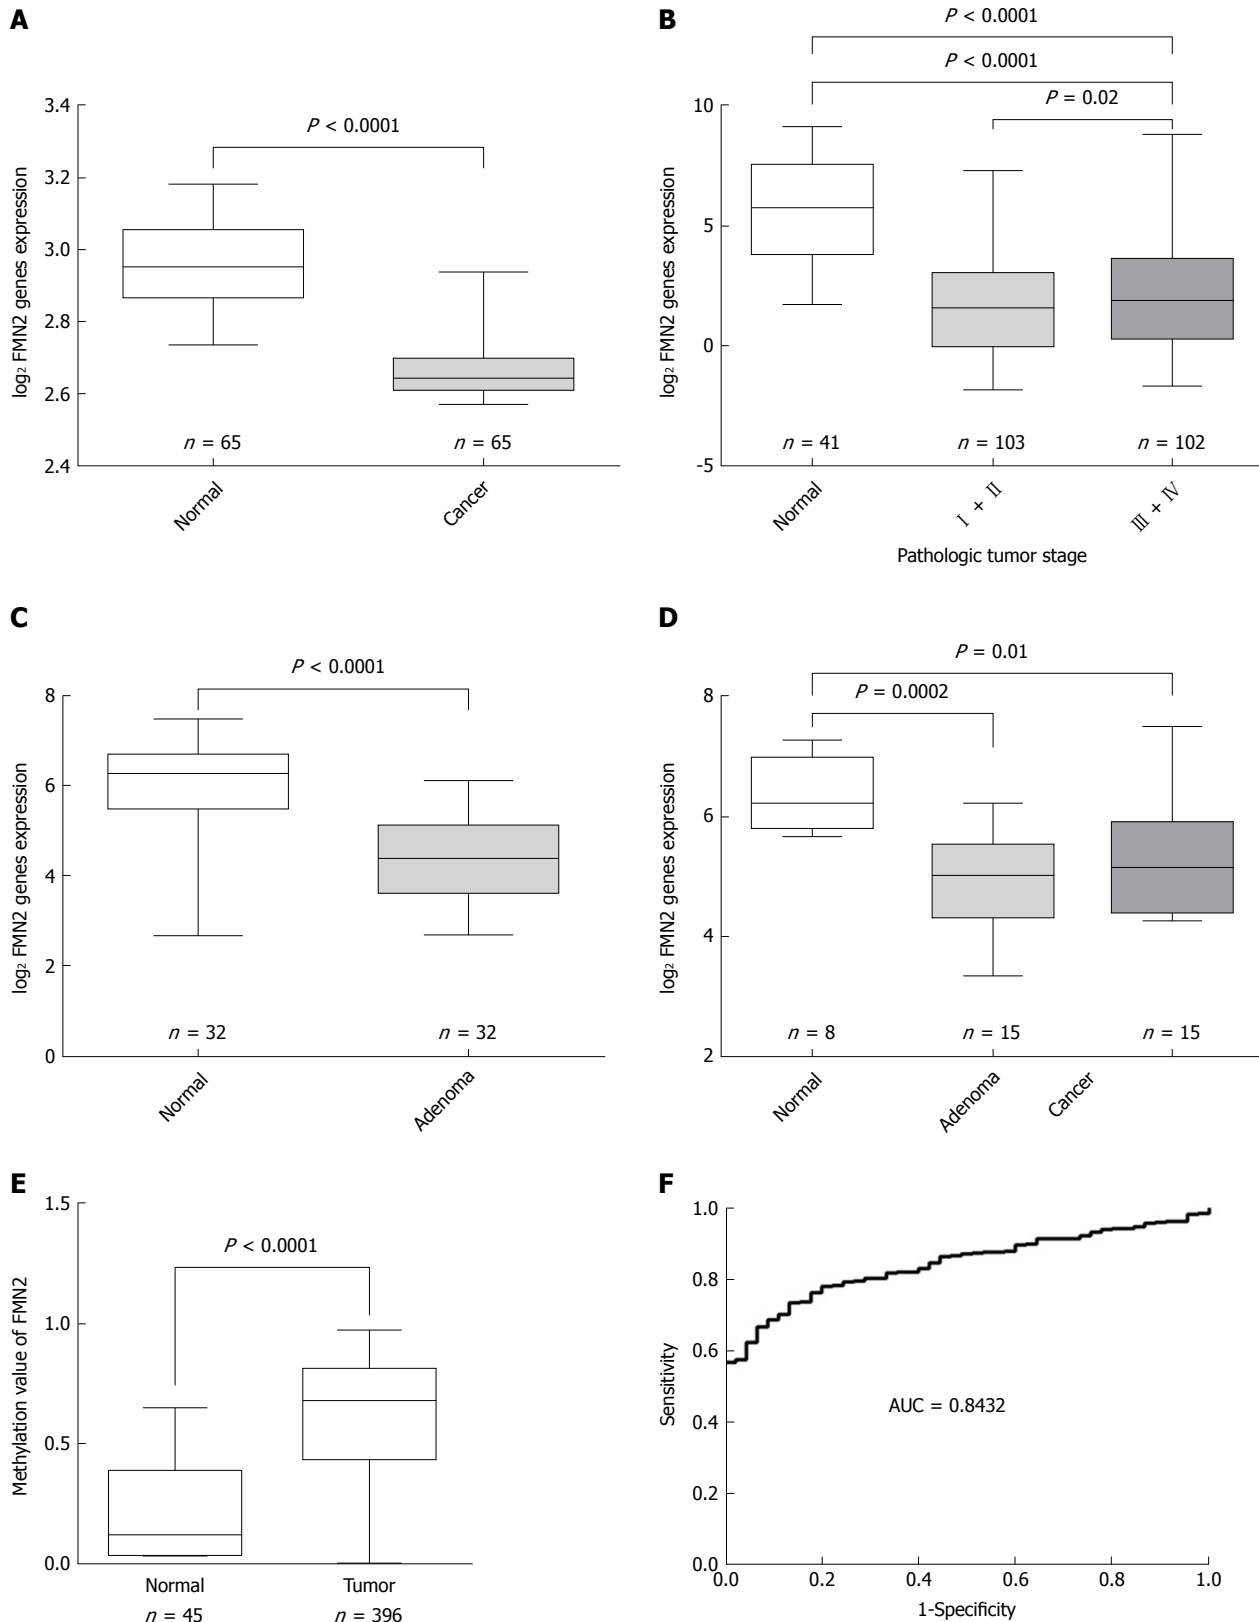 A
P < 0.0001
log₂ FMN2 genes expression
3.4
3.2
3.0
2.8
2.6
2.4
n = 65
n = 65
Normal
Cancer
B
P < 0.0001
P < 0.0001
P = 0.02
log₂ FMN2 genes expression
10
5
0
-5
n = 41
n = 103
n = 102
Normal
Ⅰ + Ⅱ
Ⅲ + Ⅳ
Pathologic tumor stage
C
P < 0.0001
log₂ FMN2 genes expression
8
6
4
2
0
n = 32
n = 32
Normal
Adenoma
D
P = 0.01
P = 0.0002
log₂ FMN2 genes expression
8
6
4
2
n = 8
n = 15
n = 15
Normal
Adenoma
Cancer
E
P < 0.0001
Methylation value of FMN2
1.5
1.0
0.5
0.0
Normal
Tumor
n = 45
n = 396
F
Sensitivity
1.0
0.8
0.6
0.4
0.2
0.0
AUC = 0.8432
0.0 0.2 0.4 0.6 0.8 1.0
1-Specificity